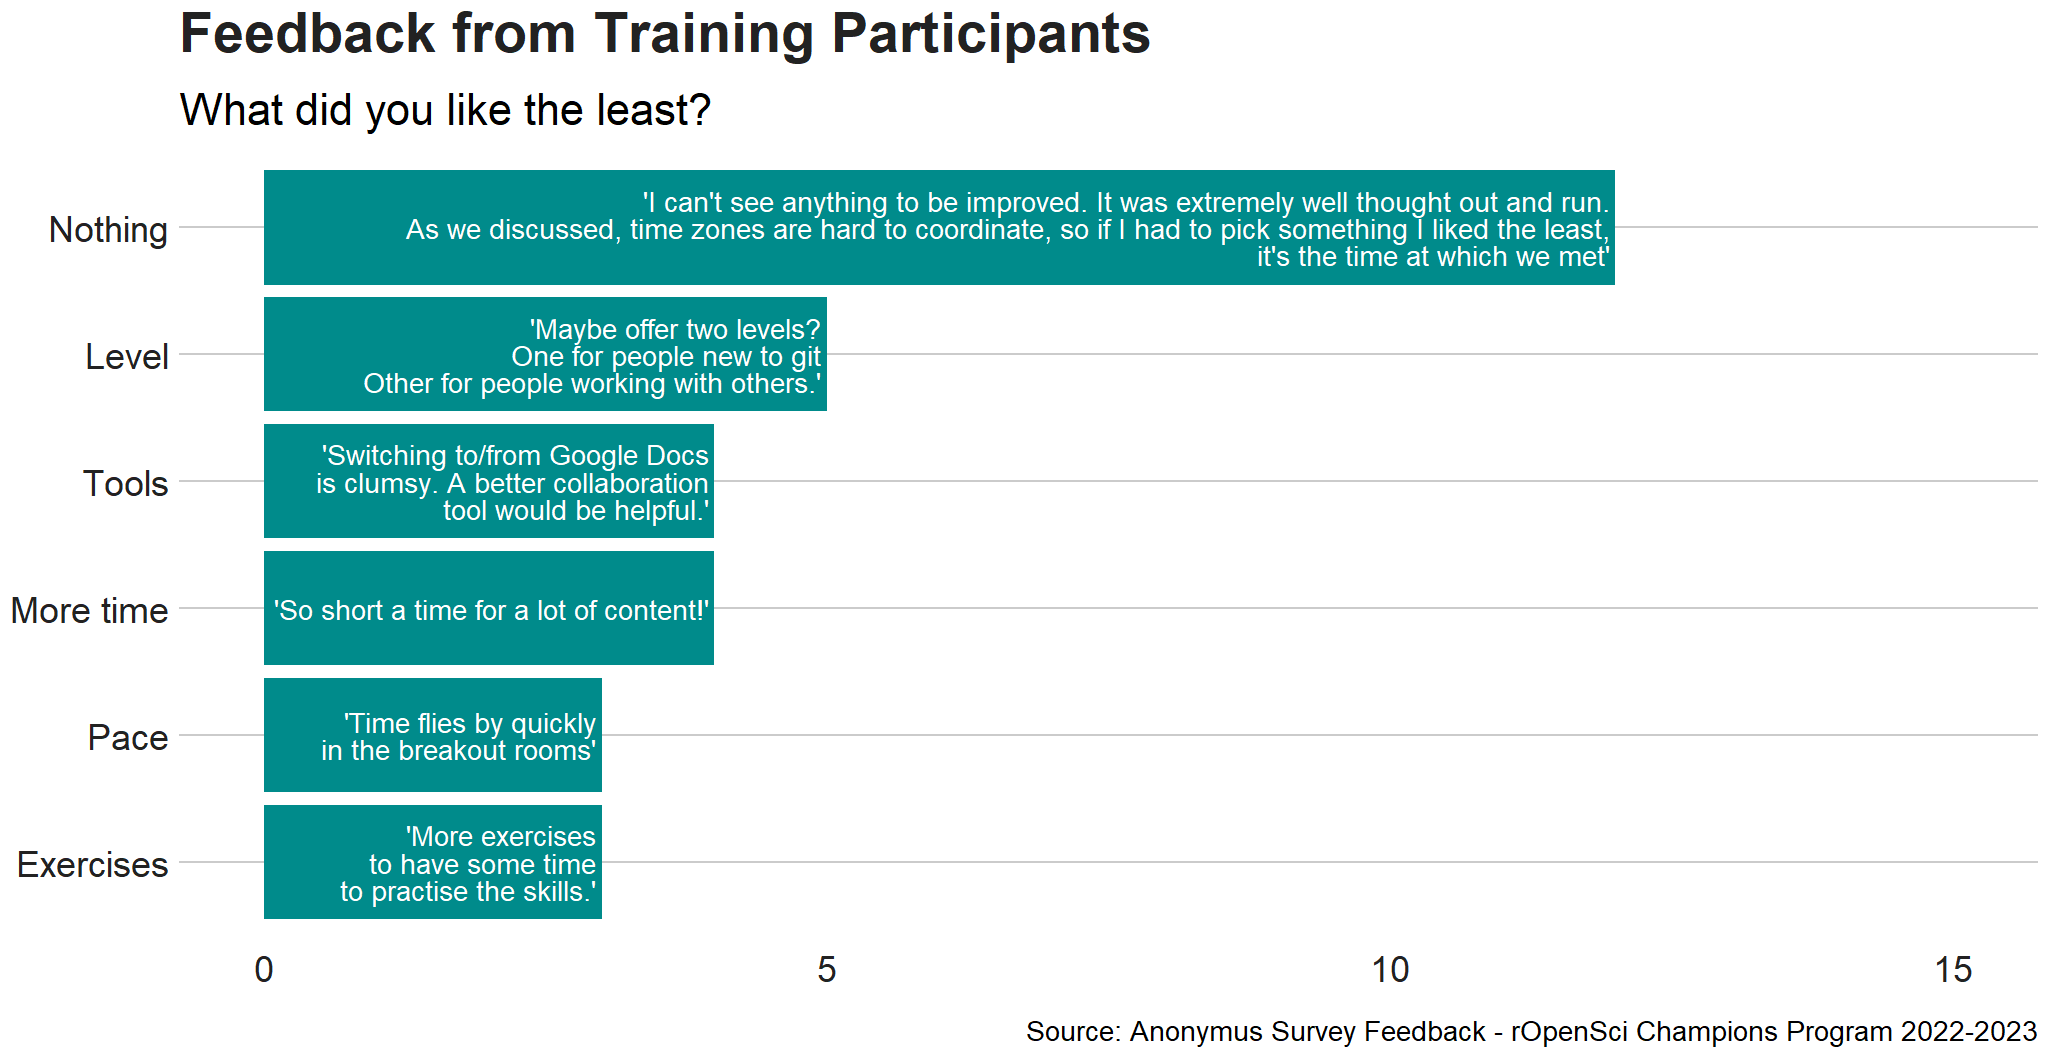 Feedback from Training Participants
What did you like the least?
Nothing
'I can't see anything to be improved. It was extremely well thought out and run.
As we discussed, time zones are hard to coordinate, so if I had to pick something I liked the least,
it's the time at which we met'
Level
'Maybe offer two levels?
One for people new to git
Other for people working with others.'
Tools
'Switching to/from Google Docs
is clumsy. A better collaboration
tool would be helpful.'
More time
'So short a time for a lot of content!'
Pace
'Time flies by quickly
in the breakout rooms'
Exercises
'More exercises
to have some time
to practise the skills.'
0 5 10 15
Source: Anonymus Survey Feedback - rOpenSci Champions Program 2022-2023